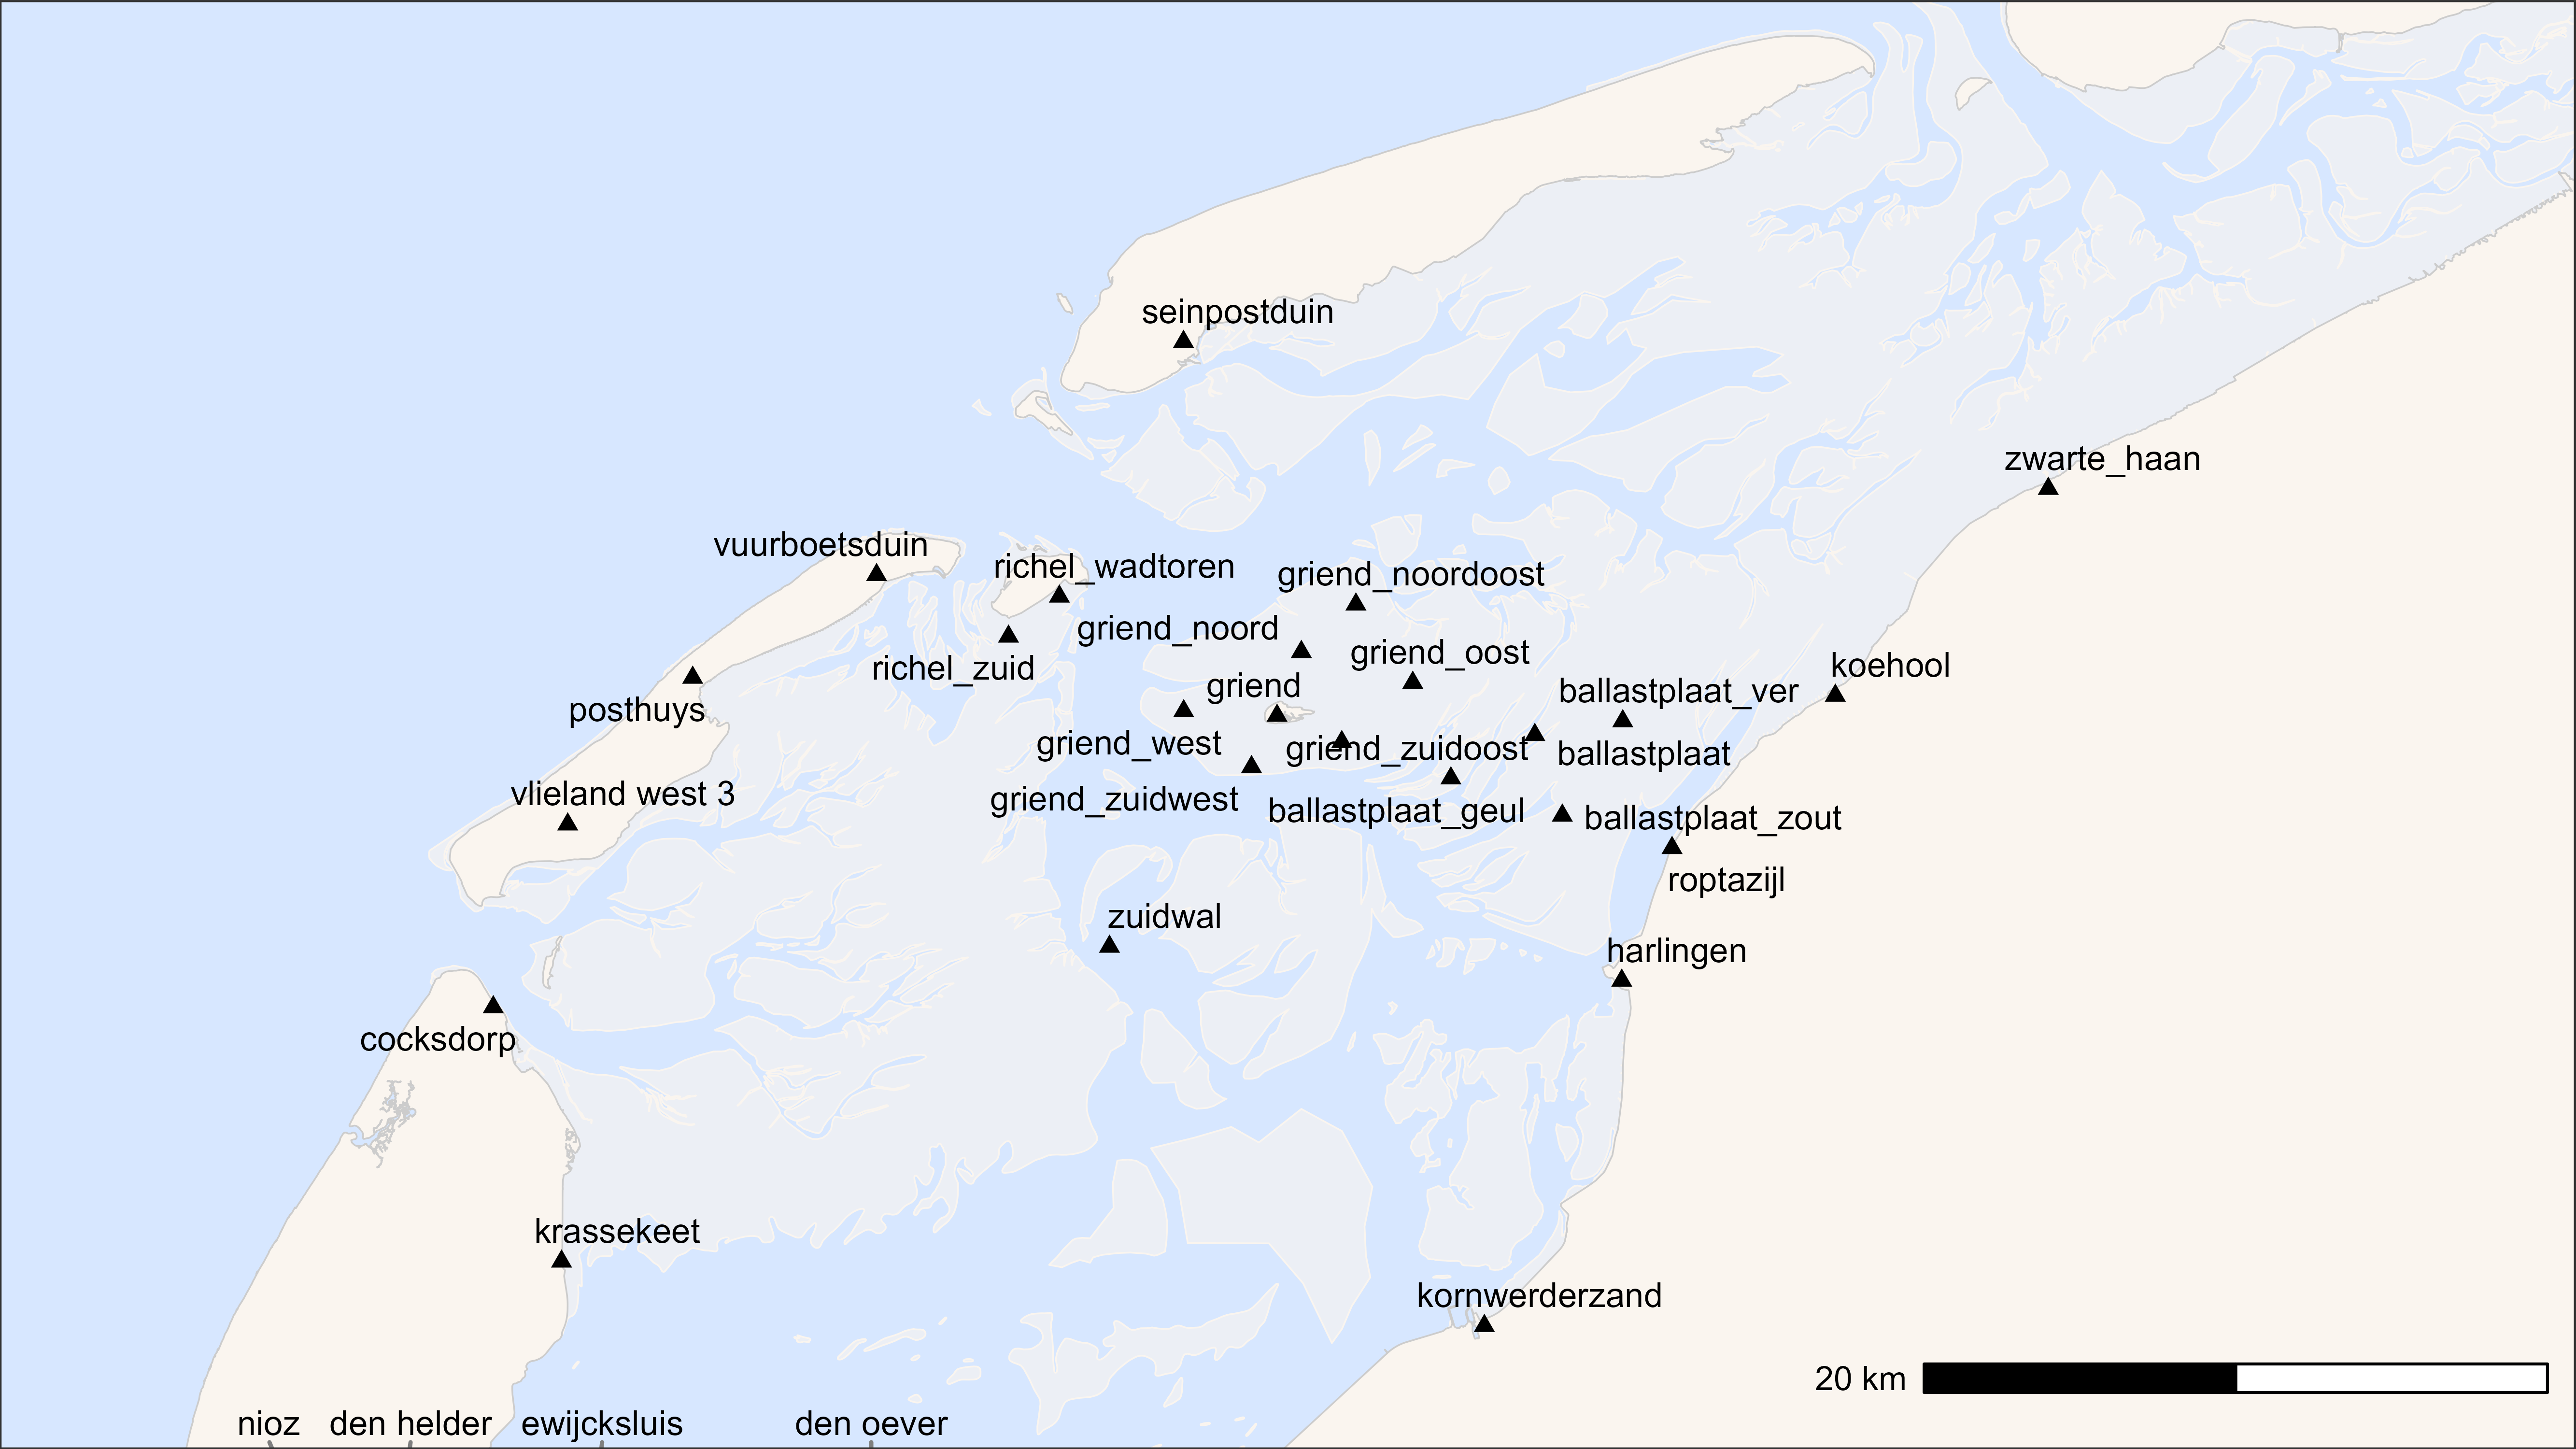 seinpostduin
zwarte_haan
vuurboetsduin
richel_wadtoren
griend_noordoost
griend_noord
griend_oost
richel_zuid
koehool
griend
ballastplaat_ver
posthuys
griend_west
griend_zuidoost
ballastplaat
vlieland west 3
griend_zuidwest
ballastplaat_geul
ballastplaat_zout
roptazijl
zuidwal
harlingen
cocksdorp
krassekeet
kornwerderzand
20 km
nioz
den helder
ewijcksluis
den oever